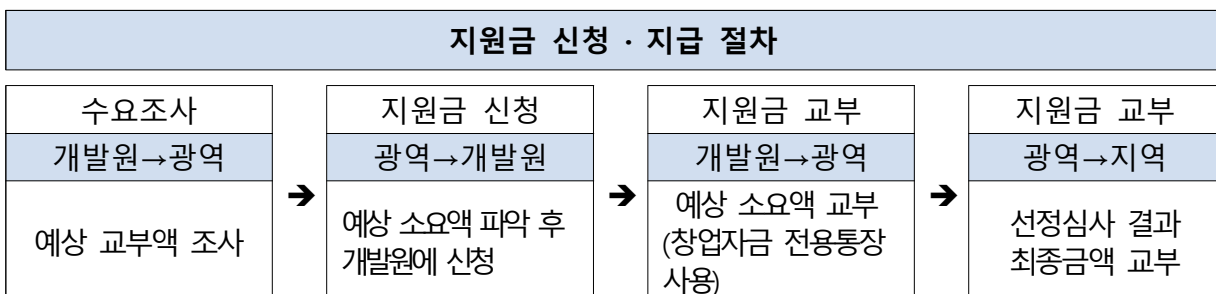 지원금 신청 · 지급 절차
수요조사
개발원→광역
예상 교부액 조사
➔
지원금 신청
광역→개발원
예상 소요액 파악 후
개발원에 신청
➔
지원금 교부
개발원→광역
예상 소요액 교부
(창업자금 전용통장
사용)
➔
지원금 교부
광역→지역
선정심사 결과
최종금액 교부